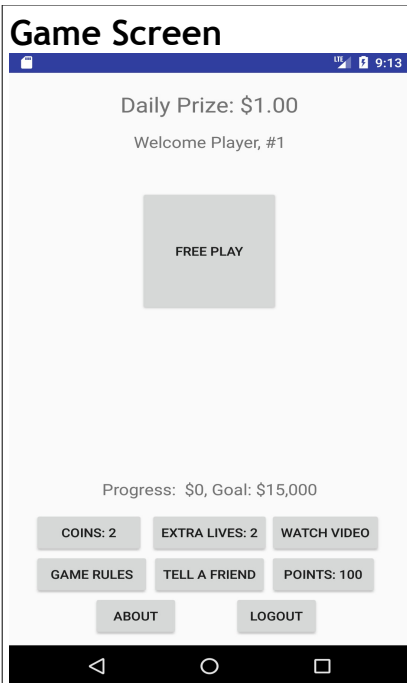 Game Screen
LTE 9:13
Daily Prize: $1.00
Welcome Player, #1
FREE PLAY
Progress:  $0, Goal: $15,000
COINS: 2 EXTRA LIVES: 2 WATCH VIDEO
GAME RULES TELL A FRIEND POINTS: 100
ABOUT LOGOUT